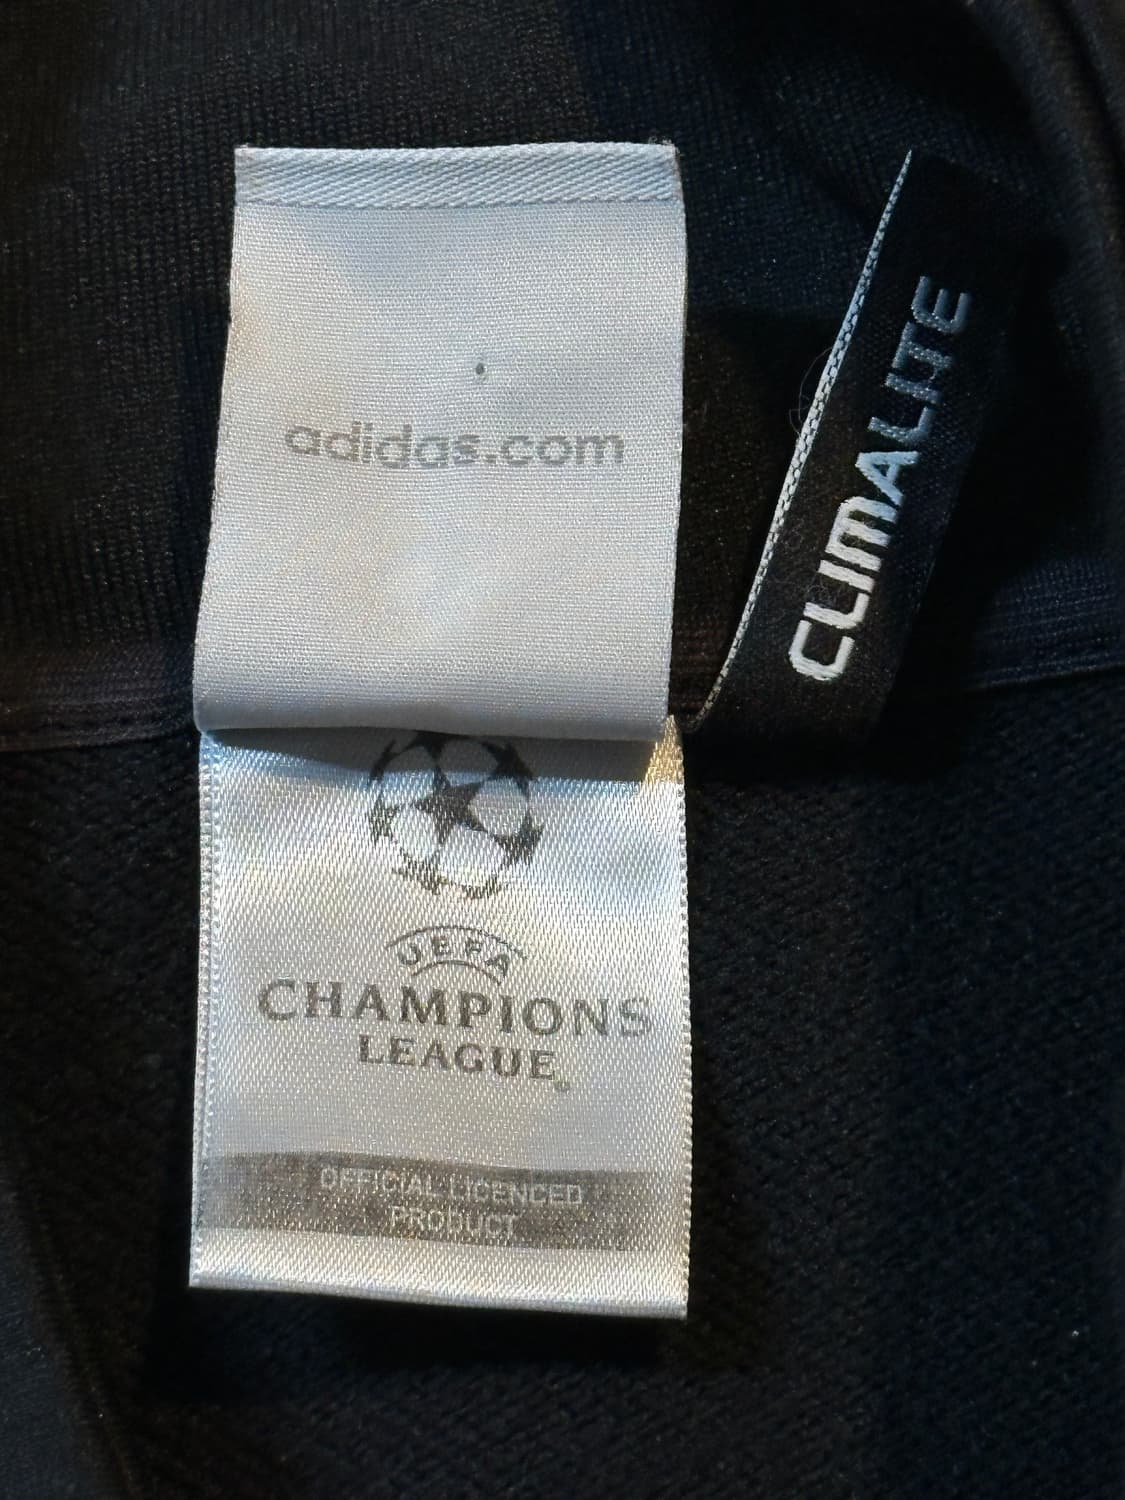 adidas.com
CLIMALITE
UEFA
CHAMPIONS
LEAGUE
OFFICIAL LICENCED
PRODUCT